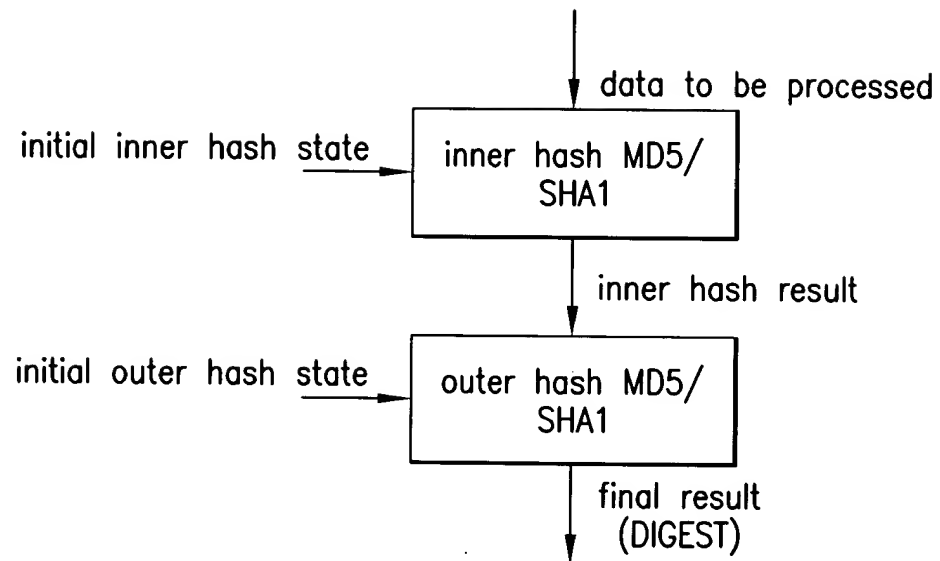 data to be processed
initial inner hash state
inner hash MD5/
SHA1
inner hash result
initial outer hash state
outer hash MD5/
SHA1
final result
(DIGEST)